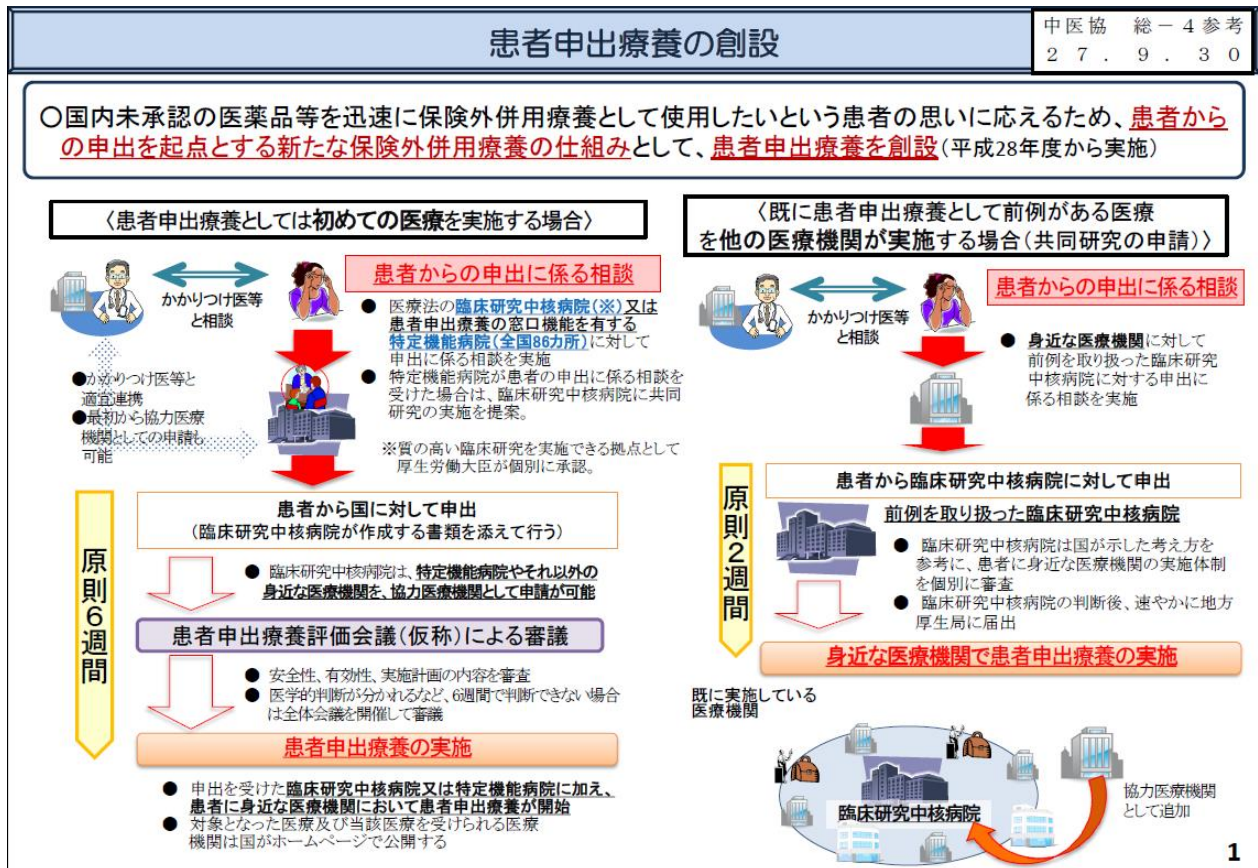 患者申出療養の創設
中医協　総－４参考
２７．９．３０
〇国内未承認の医薬品等を迅速に保険外併用療養として使用したいという患者の思いに応えるため、患者から
の申出を起点とする新たな保険外併用療養の仕組みとして、患者申出療養を創設(平成28年度から実施)
〈患者申出療養としては初めての医療を実施する場合〉
かかりつけ医等
と相談
患者からの申出に係る相談
● 医療法の臨床研究中核病院(※)又は
患者申出療養の窓口機能を有する
特定機能病院(全国86カ所)に対して
申出に係る相談を実施
● 特定機能病院が患者の申出に係る相談を
受けた場合は、臨床研究中核病院に共同
研究の実施を提案。
※質の高い臨床研究を実施できる拠点として
厚生労働大臣が個別に承認。
●かかりつけ医等と
適宜連携
●最初から協力医療
機関としての申請も
可能
原則６週間
患者から国に対して申出
(臨床研究中核病院が作成する書類を添えて行う)
● 臨床研究中核病院は、特定機能病院やそれ以外の
身近な医療機関を、協力医療機関として申請が可能
患者申出療養評価会議(仮称)による審議
● 安全性、有効性、実施計画の内容を審査
● 医学的判断が分かれるなど、6週間で判断できない場合
は全体会議を開催して審議
患者申出療養の実施
● 申出を受けた臨床研究中核病院又は特定機能病院に加え、
患者に身近な医療機関において患者申出療養が開始
● 対象となった医療及び当該医療を受けられる医療
機関は国がホームページで公開する
〈既に患者申出療養として前例がある医療
を他の医療機関が実施する場合(共同研究の申請)〉
かかりつけ医等
と相談
患者からの申出に係る相談
● 身近な医療機関に対して
前例を取り扱った臨床研究
中核病院に対する申出に
係る相談を実施
原則２週間
患者から臨床研究中核病院に対して申出
前例を取り扱った臨床研究中核病院
● 臨床研究中核病院は国が示した考え方を
参考に、患者に身近な医療機関の実施体制
を個別に審査
● 臨床研究中核病院の判断後、速やかに地方
厚生局に届出
身近な医療機関で患者申出療養の実施
既に実施している
医療機関
臨床研究中核病院
協力医療機関
として追加
1